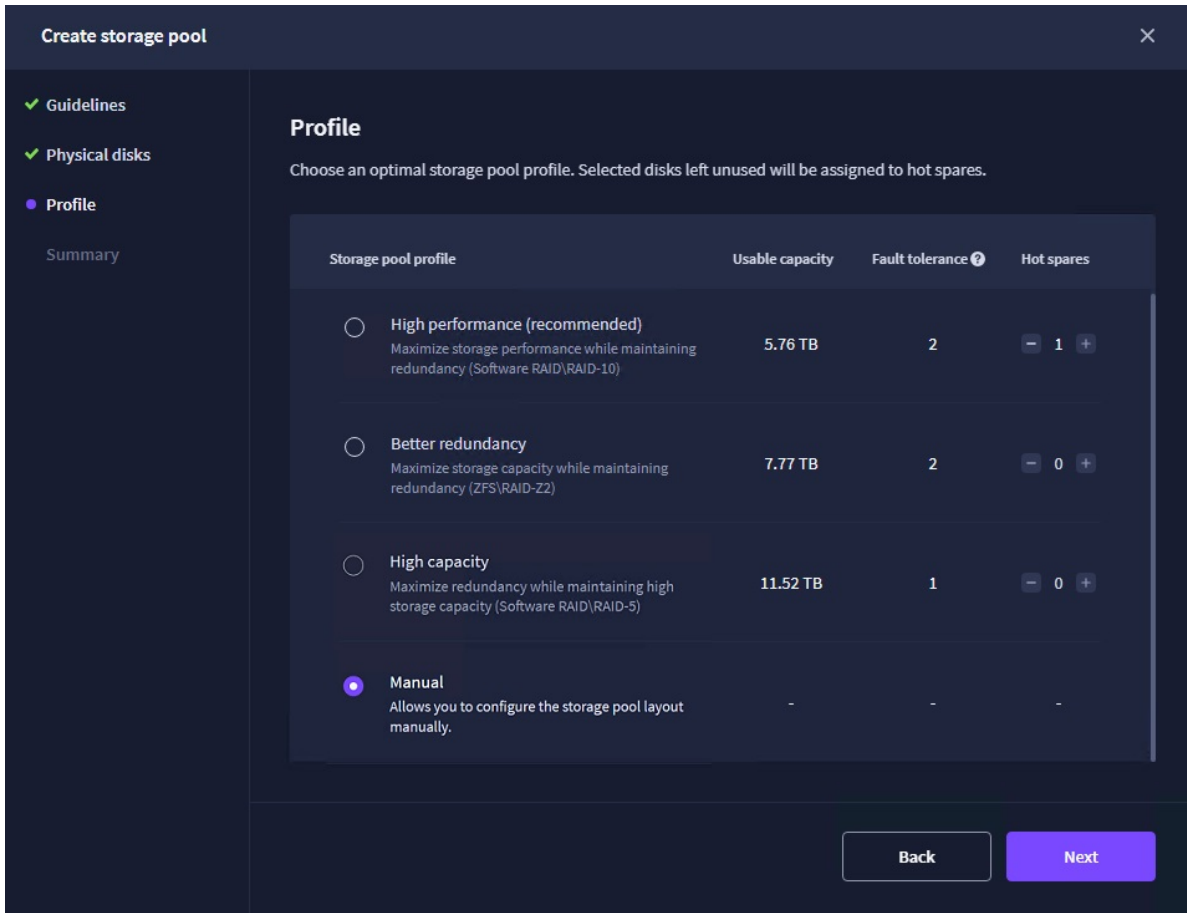 Create storage pool
Guidelines
Physical disks
Profile
Summary
Profile
Choose an optimal storage pool profile. Selected disks left unused will be assigned to hot spares.
Storage pool profile Usable capacity Fault tolerance ? Hot spares
High performance (recommended)
Maximize storage performance while maintaining
redundancy (Software RAID\RAID-10)
5.76 TB 2 − 1 +
Better redundancy
Maximize storage capacity while maintaining
redundancy (ZFS\RAID-Z2)
7.77 TB 2 − 0 +
High capacity
Maximize redundancy while maintaining high
storage capacity (Software RAID\RAID-5)
11.52 TB 1 − 0 +
Manual
Allows you to configure the storage pool layout
manually.
- - -
Back Next